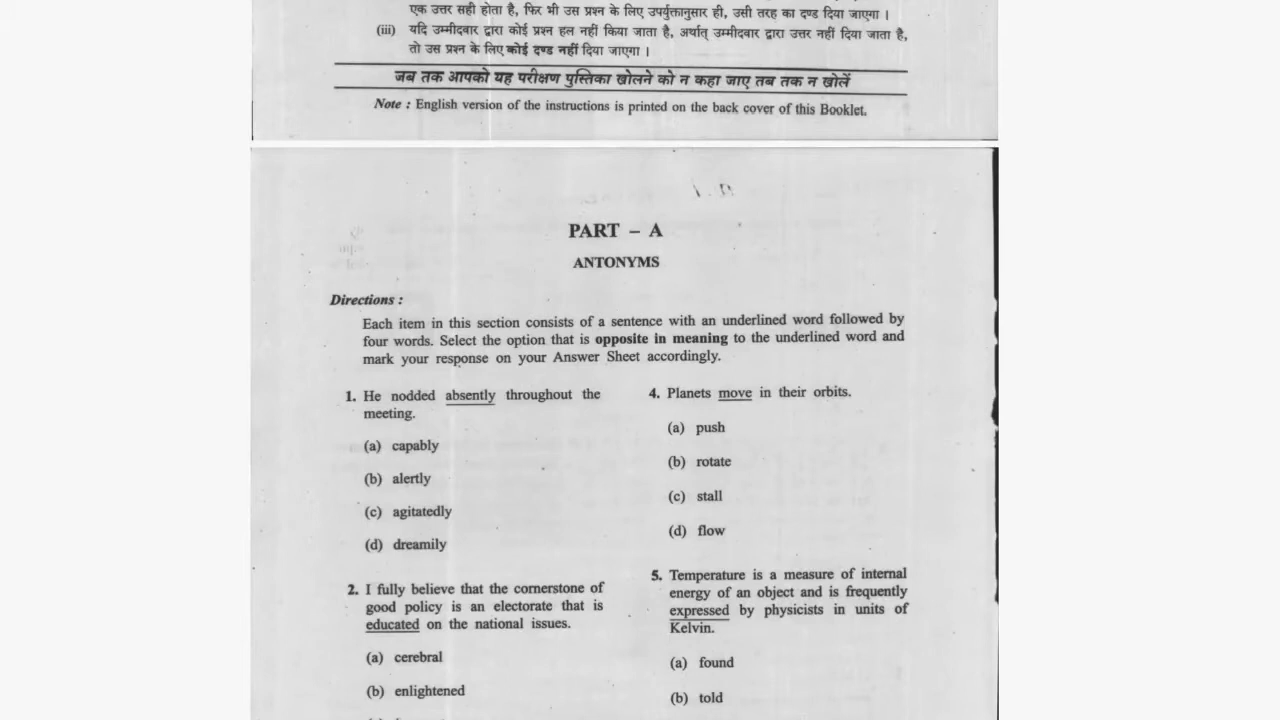 एक उत्तर सही होता है, फिर भी उस प्रश्न के लिए उपर्युक्तानुसार ही, उसी तरह का दण्ड दिया जाएगा ।
(iii) यदि उम्मीदवार द्वारा कोई प्रश्न हल नहीं किया जाता है, अर्थात् उम्मीदवार द्वारा उत्तर नहीं दिया जाता है,
तो उस प्रश्न के लिए कोई दण्ड नहीं दिया जाएगा ।
जब तक आपको यह परीक्षण पुस्तिका खोलने को न कहा जाए तब तक न खोलें
Note : English version of the instructions is printed on the back cover of this Booklet.
PART – A
ANTONYMS
Directions :
Each item in this section consists of a sentence with an underlined word followed by
four words. Select the option that is opposite in meaning to the underlined word and
mark your response on your Answer Sheet accordingly.
1. He nodded absently throughout the
meeting.
(a) capably
(b) alertly
(c) agitatedly
(d) dreamily
2. I fully believe that the cornerstone of
good policy is an electorate that is
educated on the national issues.
(a) cerebral
(b) enlightened
4. Planets move in their orbits.
(a) push
(b) rotate
(c) stall
(d) flow
5. Temperature is a measure of internal
energy of an object and is frequently
expressed by physicists in units of
Kelvin.
(a) found
(b) told